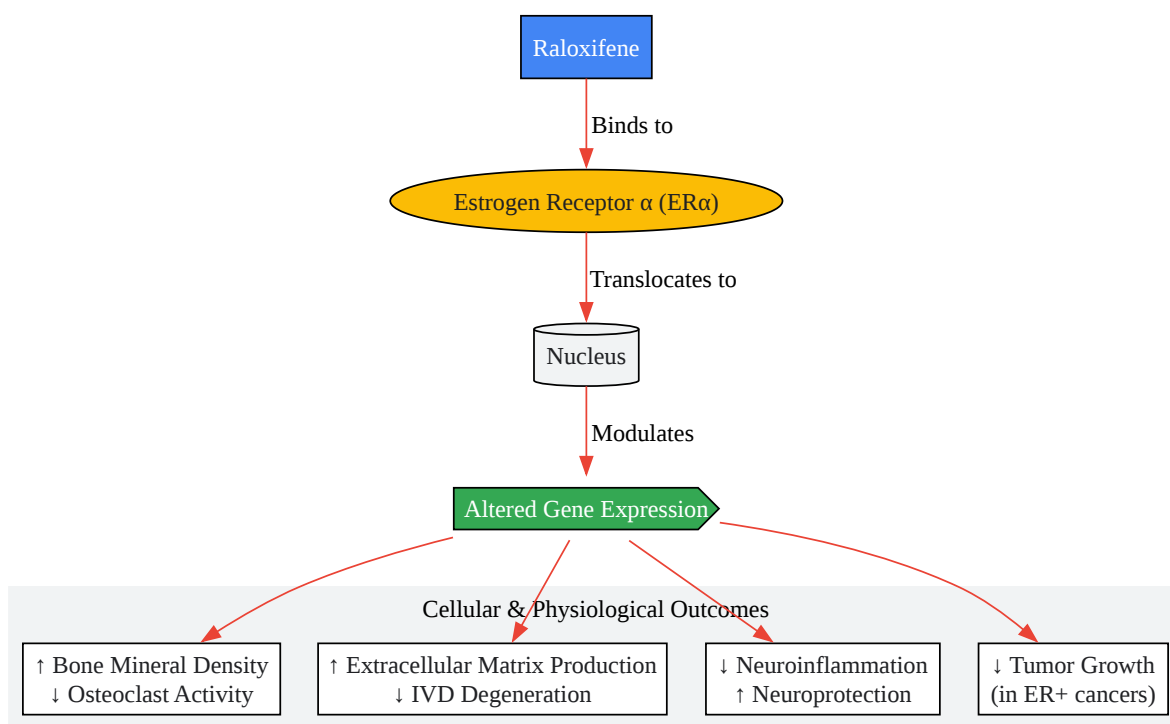 Raloxifene
Binds to
Estrogen Receptor α (ERα)
Translocates to
Nucleus
Modulates
Altered Gene Expression
Cellular & Physiological Outcomes
↑ Bone Mineral Density
↓ Osteoclast Activity
↑ Extracellular Matrix Production
↓ IVD Degeneration
↓ Neuroinflammation
↑ Neuroprotection
↓ Tumor Growth
(in ER+ cancers)